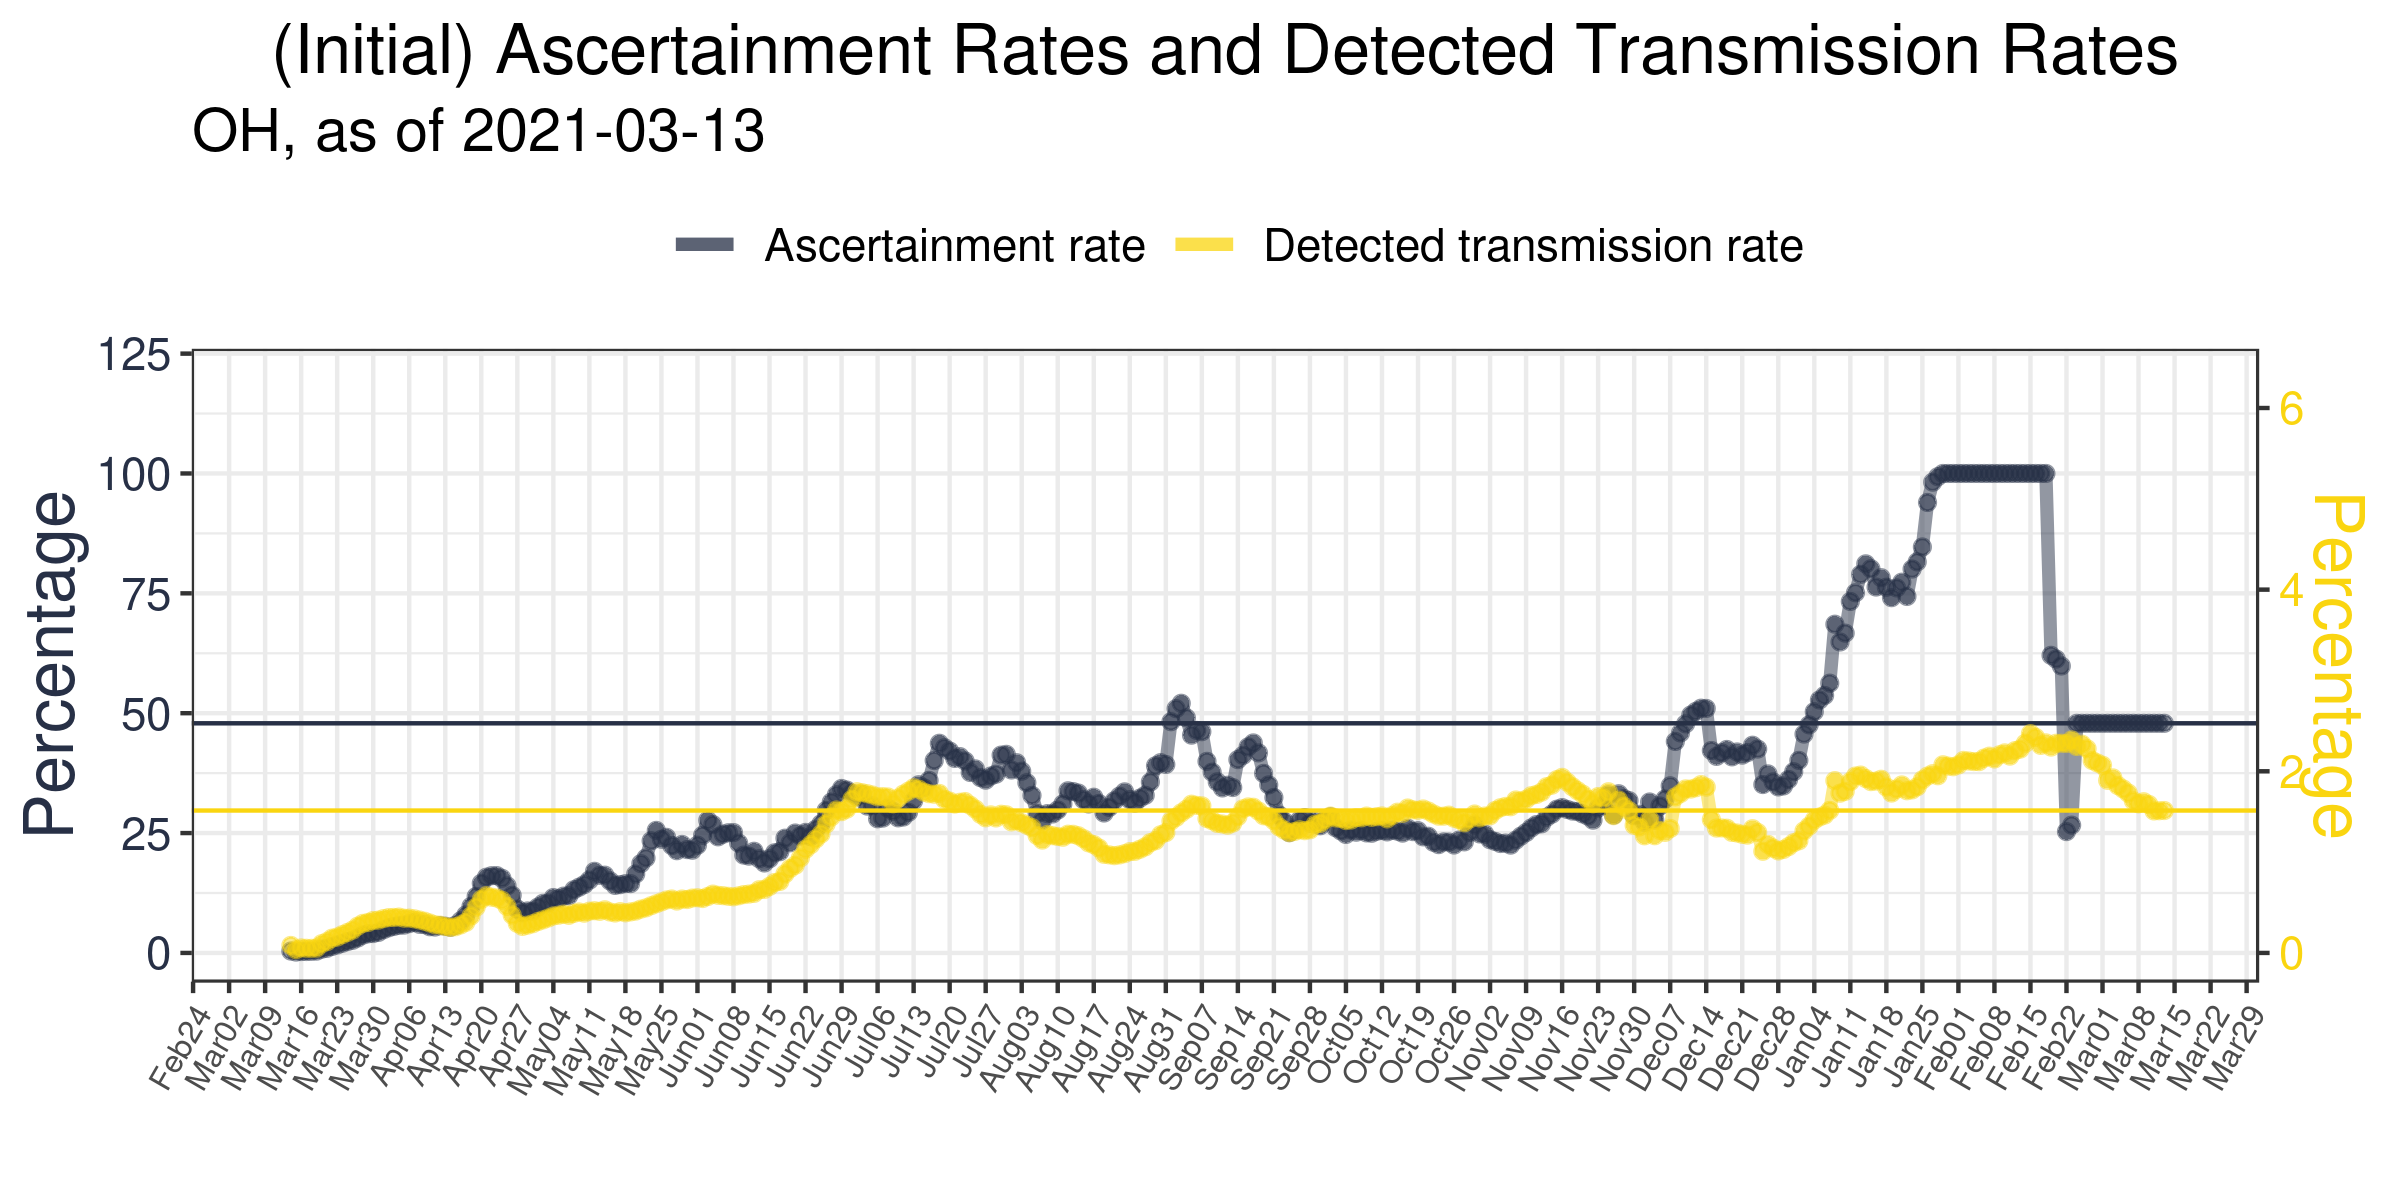 (Initial) Ascertainment Rates and Detected Transmission Rates
OH, as of 2021-03-13
Ascertainment rate
Detected transmission rate
Percentage
125
100
75
50
25
0
6
4
2
0
Percentage
Feb24
Mar02
Mar09
Mar16
Mar23
Mar30
Apr06
Apr13
Apr20
Apr27
May04
May11
May18
May25
Jun01
Jun08
Jun15
Jun22
Jun29
Jul06
Jul13
Jul20
Jul27
Aug03
Aug10
Aug17
Aug24
Aug31
Sep07
Sep14
Sep21
Sep28
Oct05
Oct12
Oct19
Oct26
Nov02
Nov09
Nov16
Nov23
Nov30
Dec07
Dec14
Dec21
Dec28
Jan04
Jan11
Jan18
Jan25
Feb01
Feb08
Feb15
Feb22
Mar01
Mar08
Mar15
Mar22
Mar29